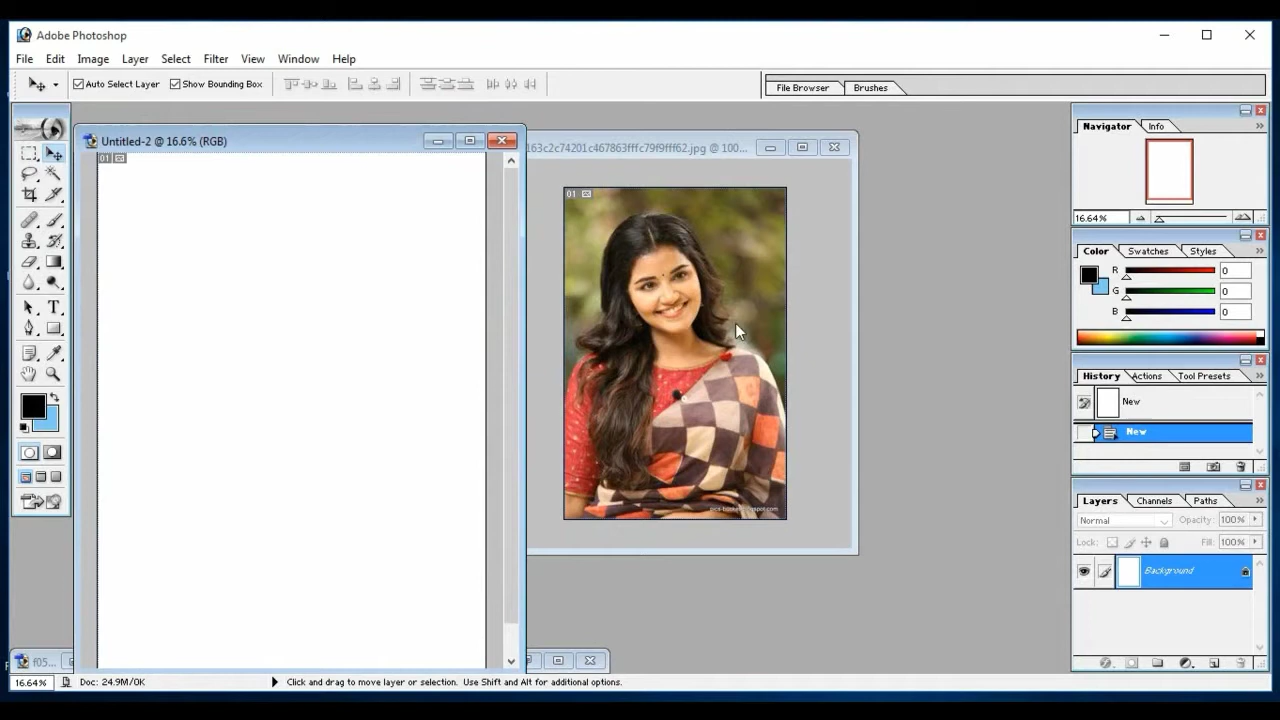 Adobe Photoshop
File Edit Image Layer Select Filter View Window Help
Auto Select Layer Show Bounding Box File Browser Brushes
Untitled-2 @ 16.6% (RGB)
163c2c74201c467863fffc79f9fff62.jpg @ 100...
01
01
Navigator Info
16.64%
Color Swatches Styles
R 0
G 0
B 0
History Actions Tool Presets
New
New
Layers Channels Paths
Normal Opacity: 100%
Lock: Fill: 100%
Background
f05...
16.64% Doc: 24.9M/0K Click and drag to move layer or selection. Use Shift and Alt for additional options.